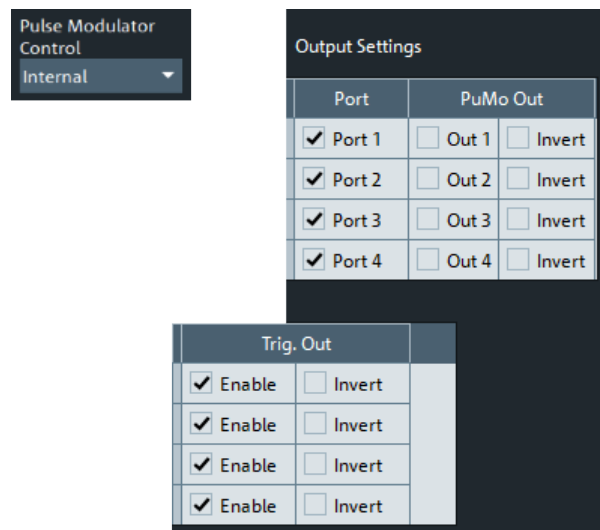 Pulse Modulator
Control
Internal
Output Settings
Port PuMo Out
Port 1 Out 1 Invert
Port 2 Out 2 Invert
Port 3 Out 3 Invert
Port 4 Out 4 Invert
Trig. Out
Enable Invert
Enable Invert
Enable Invert
Enable Invert